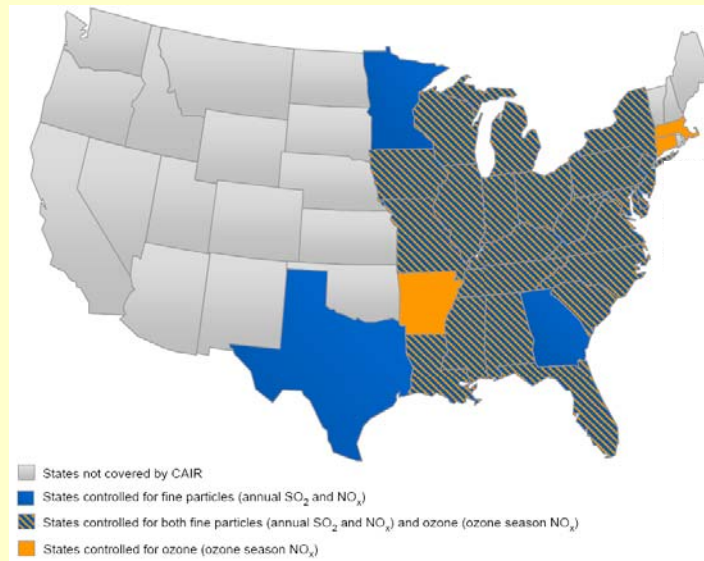 States not covered by CAIR
States controlled for fine particles (annual SO₂ and NOₓ)
States controlled for both fine particles (annual SO₂ and NOₓ) and ozone (ozone season NOₓ)
States controlled for ozone (ozone season NOₓ)